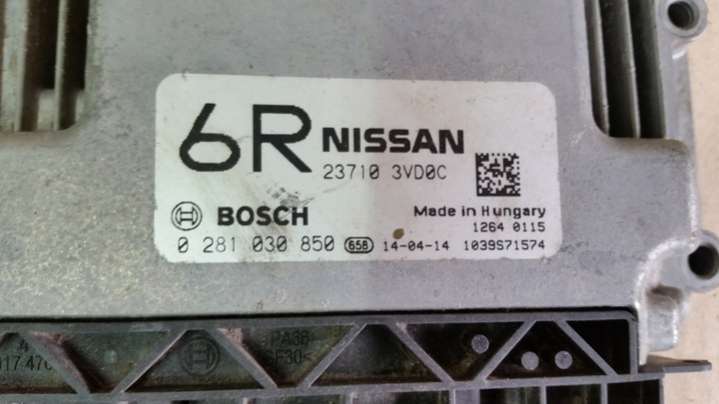 6R NISSAN
23710 3VD0C
BOSCH Made in Hungary
1264 0115
0 281 030 850 658 14-04-14 1039S71574